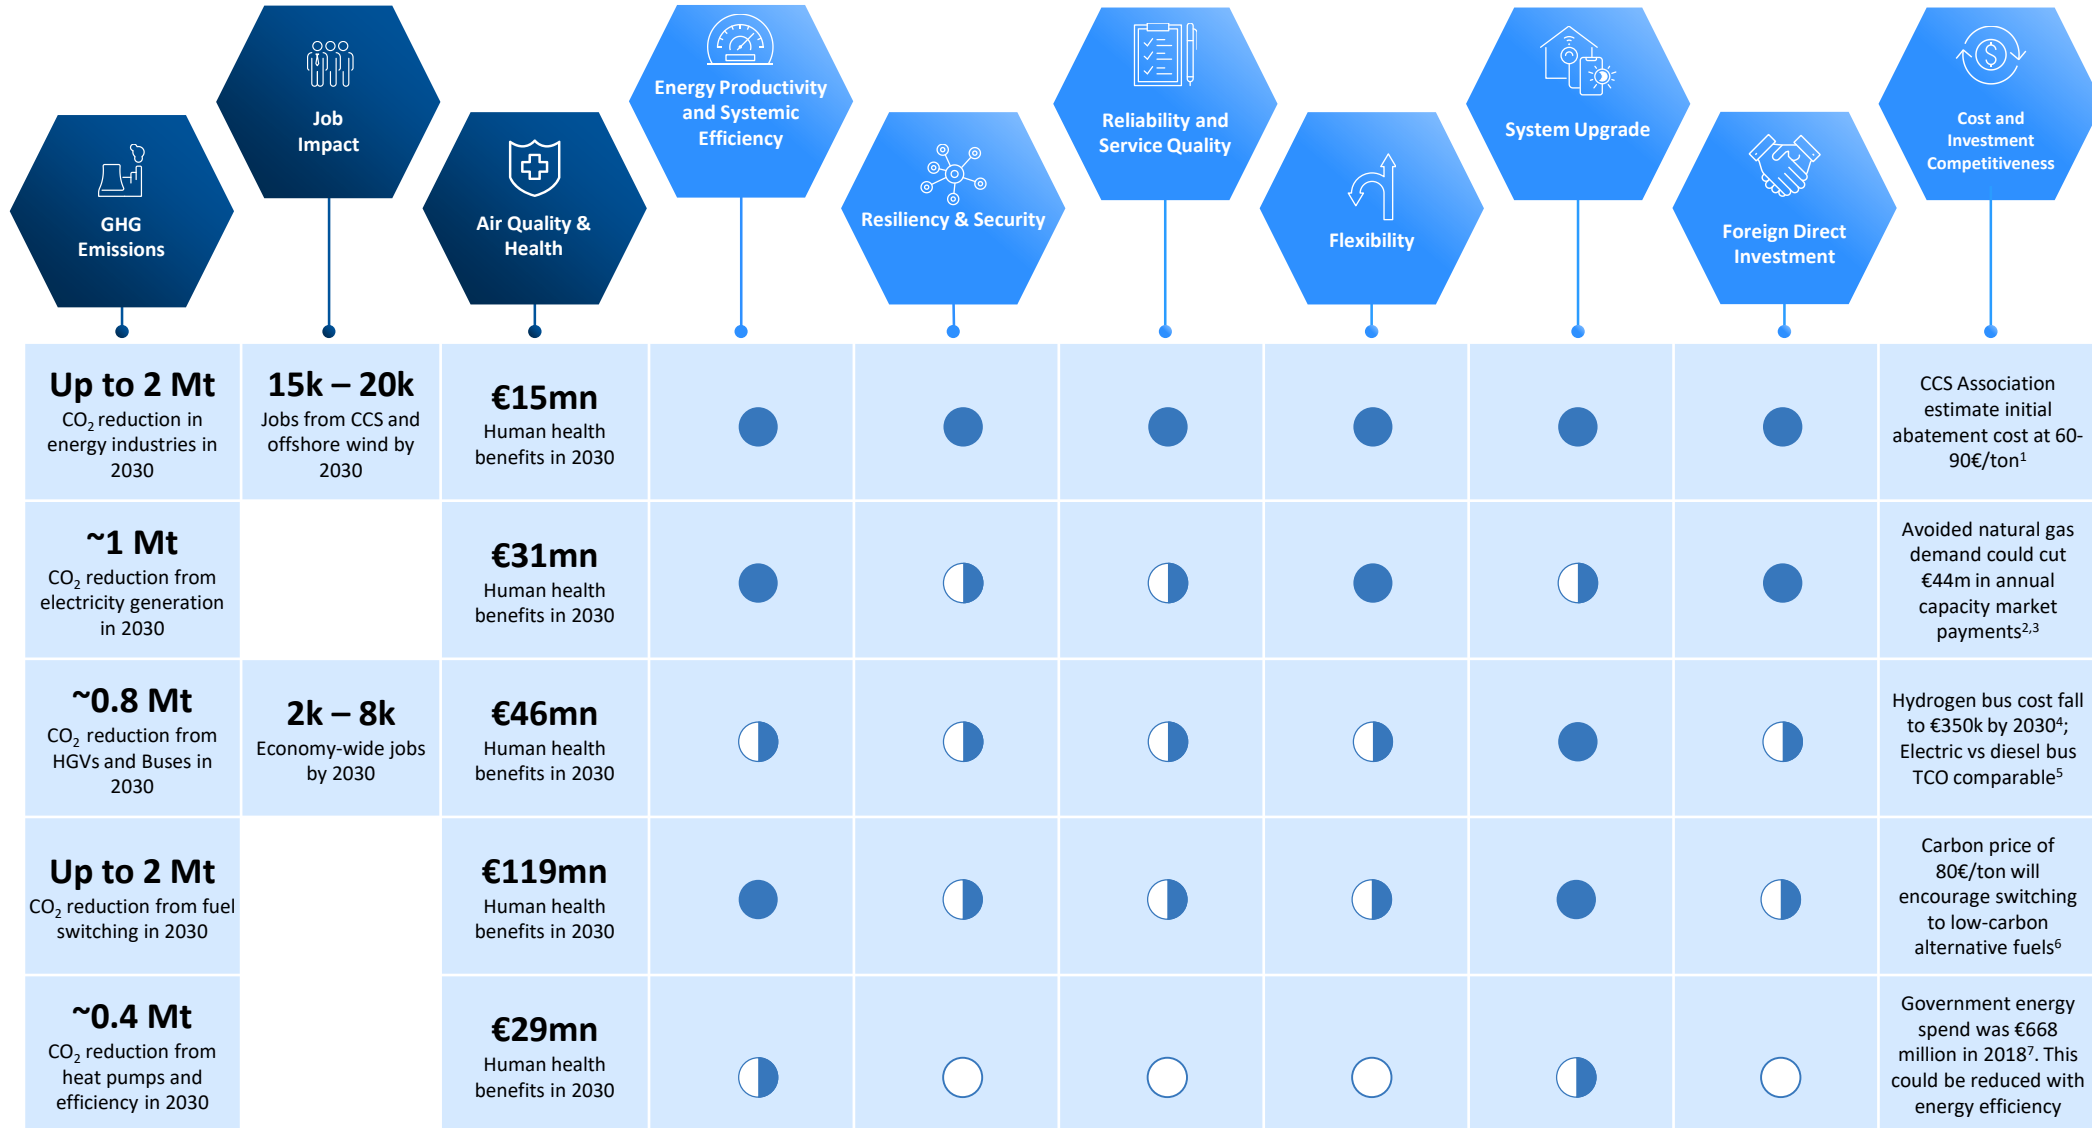 GHG
Emissions
Job
Impact
Air Quality &
Health
Energy Productivity
and Systemic
Efficiency
Resiliency & Security
Reliability and
Service Quality
Flexibility
System Upgrade
Foreign Direct
Investment
Cost and
Investment
Competitiveness
Up to 2 Mt
CO₂ reduction in
energy industries in
2030
15k – 20k
Jobs from CCS and
offshore wind by
2030
€15mn
Human health
benefits in 2030
CCS Association
estimate initial
abatement cost at 60-
90€/ton¹
~1 Mt
CO₂ reduction from
electricity generation
in 2030
€31mn
Human health
benefits in 2030
Avoided natural gas
demand could cut
€44m in annual
capacity market
payments²,³
~0.8 Mt
CO₂ reduction from
HGVs and Buses in
2030
2k – 8k
Economy-wide jobs
by 2030
€46mn
Human health
benefits in 2030
Hydrogen bus cost fall
to €350k by 2030⁴;
Electric vs diesel bus
TCO comparable⁵
Up to 2 Mt
CO₂ reduction from fuel
switching in 2030
€119mn
Human health
benefits in 2030
Carbon price of
80€/ton will
encourage switching
to low-carbon
alternative fuels⁶
~0.4 Mt
CO₂ reduction from
heat pumps and
efficiency in 2030
€29mn
Human health
benefits in 2030
Government energy
spend was €668
million in 2018⁷. This
could be reduced with
energy efficiency